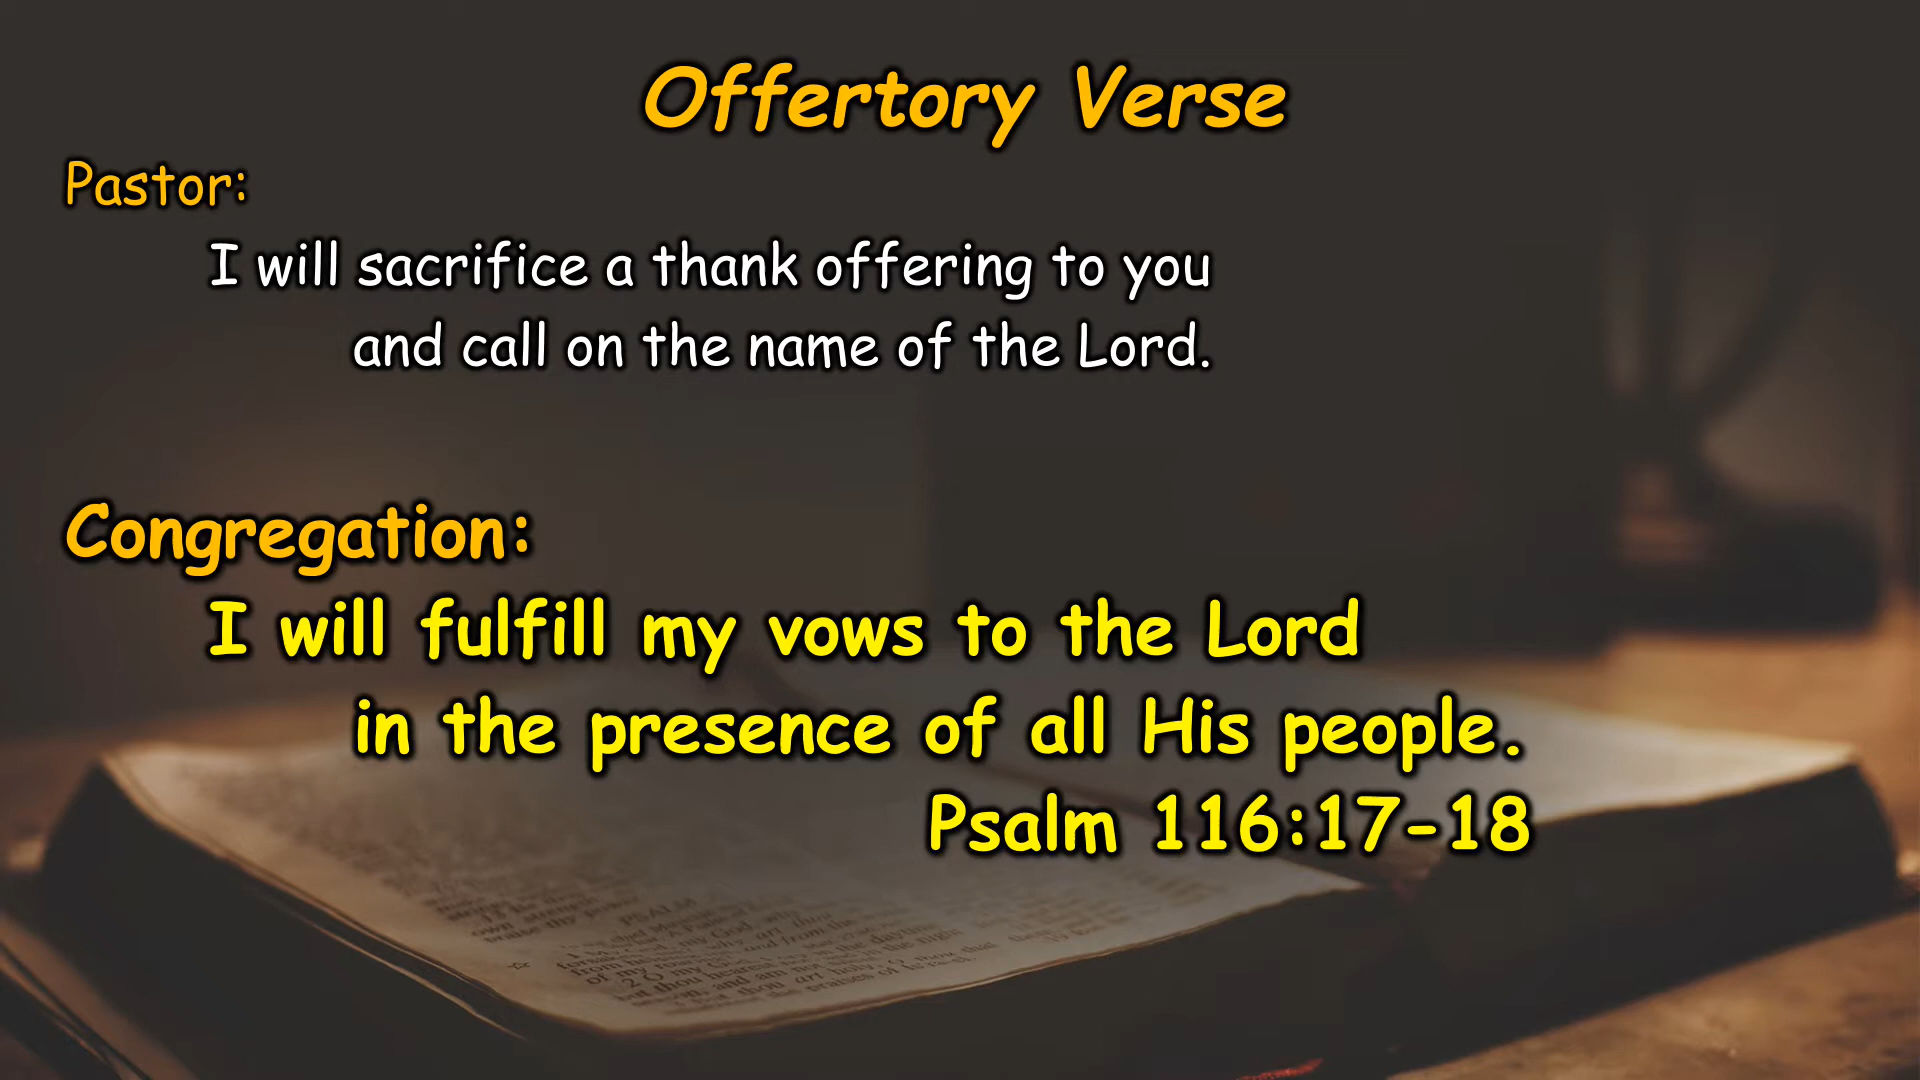 Offertory Verse
Pastor:
I will sacrifice a thank offering to you
and call on the name of the Lord.
Congregation:
I will fulfill my vows to the Lord
in the presence of all His people.
Psalm 116:17-18
PSALM